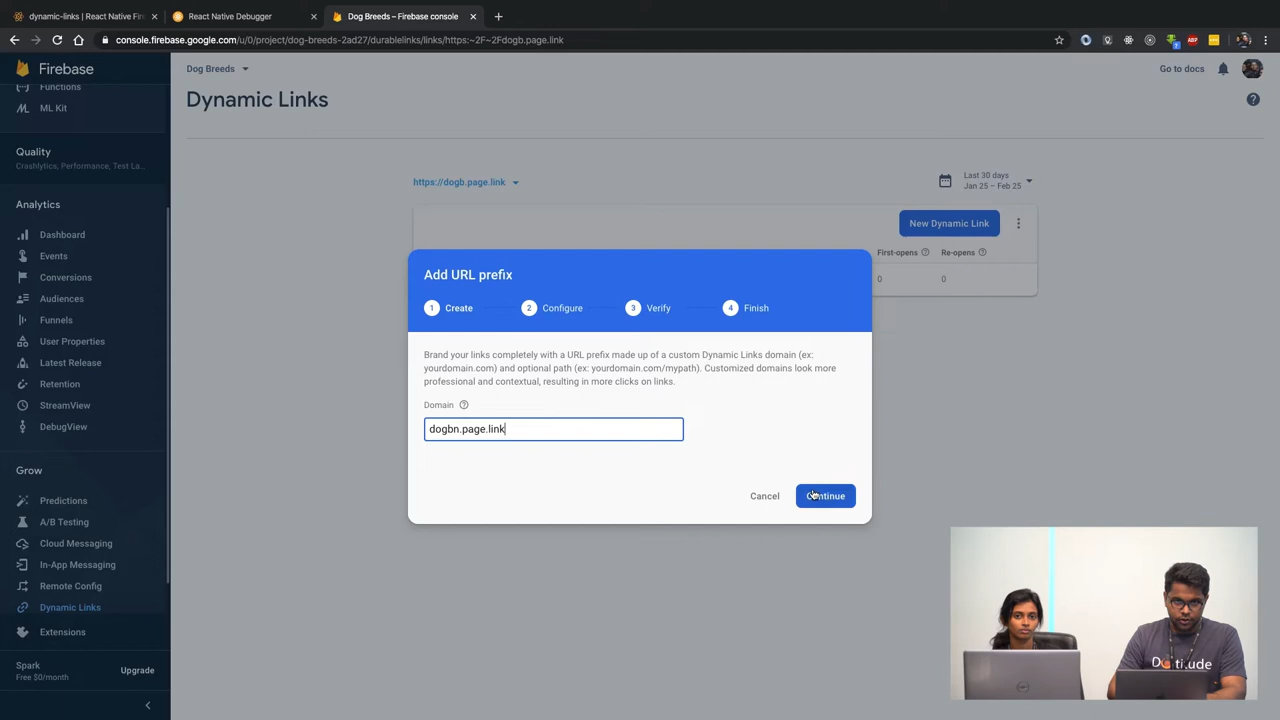 dynamic-links | React Native Fir
React Native Debugger
Dog Breeds – Firebase console
console.firebase.google.com/u/0/project/dog-breeds-2ad27/durablelinks/links/https:~2F~2Fdogb.page.link
ABP
Firebase
Dog Breeds
Go to docs
Functions
ML Kit
Dynamic Links
Quality
Crashlytics, Performance, Test La...
https://dogb.page.link
Last 30 days
Jan 25 – Feb 25
Analytics
New Dynamic Link
Dashboard
First-opens
Re-opens
Events
0
0
Conversions
Audiences
Funnels
User Properties
Latest Release
Retention
StreamView
DebugView
Add URL prefix
1 Create
2 Configure
3 Verify
4 Finish
Brand your links completely with a URL prefix made up of a custom Dynamic Links domain (ex:
yourdomain.com) and optional path (ex: yourdomain.com/mypath). Customized domains look more
professional and contextual, resulting in more clicks on links.
Domain
dogbn.page.link
Cancel
Continue
Grow
Predictions
A/B Testing
Cloud Messaging
In-App Messaging
Remote Config
Dynamic Links
Extensions
Spark
Free $0/month
Upgrade